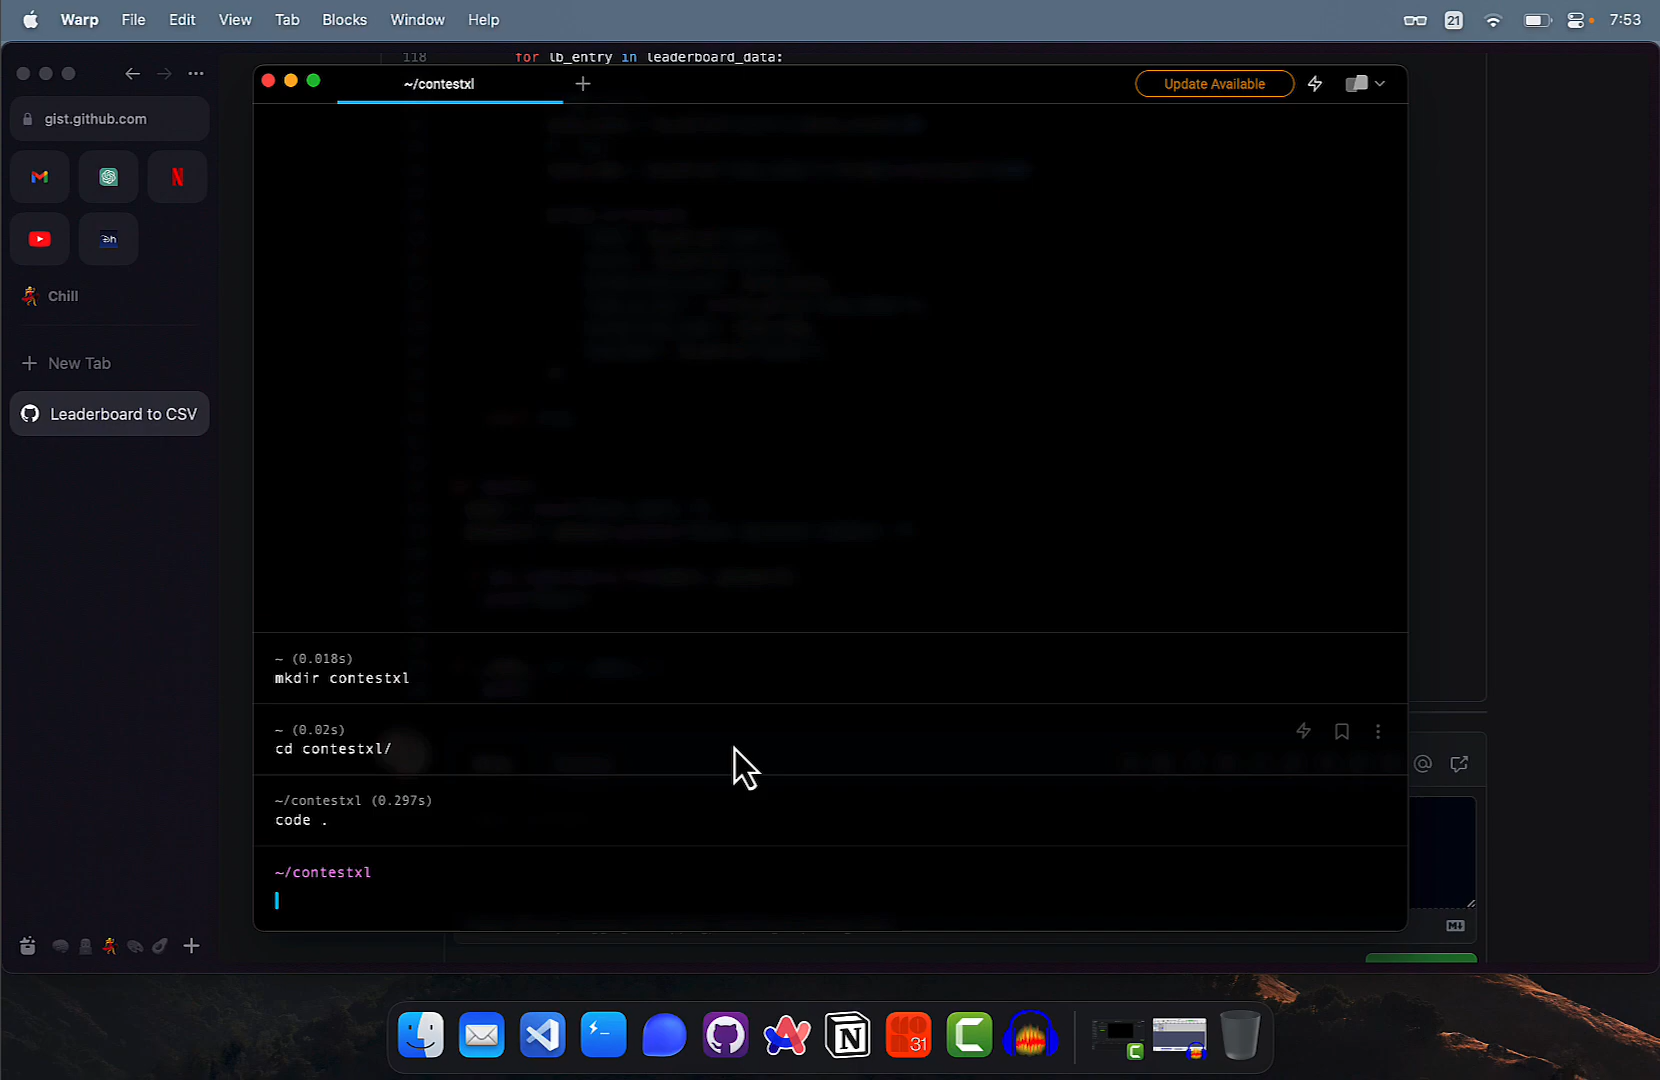 Warp File Edit View Tab Blocks Window Help 21 7:53
118 for lb_entry in leaderboard_data:
~/contestxl
Update Available
gist.github.com
Chill
New Tab
Leaderboard to CSV
~ (0.018s)
mkdir contestxl
~ (0.02s)
cd contestxl/
~/contestxl (0.297s)
code .
~/contestxl
31